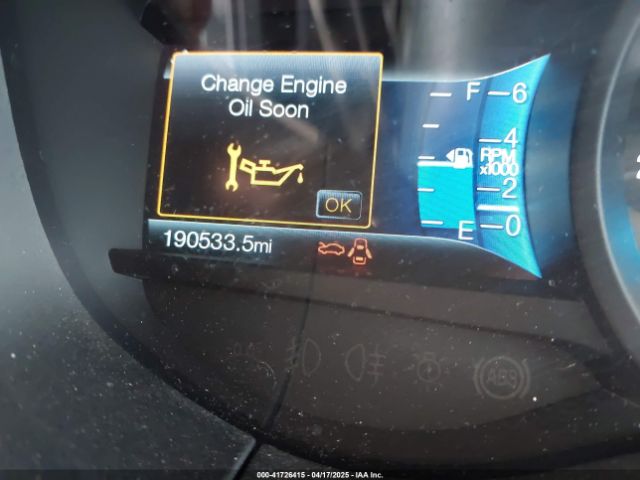 Change Engine
Oil Soon
OK
190533.5mi
F
E
6
4
RPM
x1000
2
0
ABS
000-41726415 - 04/17/2025 - IAA Inc.